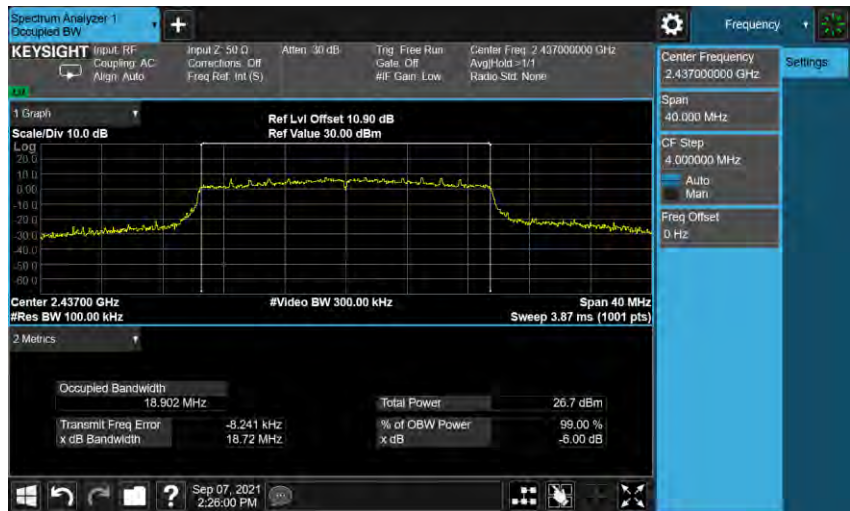 Spectrum Analyzer 1
Occupied BW
Frequency
KEYSIGHT Input: RF
Coupling: AC
Align: Auto
Input Z: 50 Ω
Corrections: Off
Freq Ref: Int (S)
Atten: 30 dB
Trig: Free Run
Gate: Off
#IF Gain: Low
Center Freq: 2.437000000 GHz
Avg|Hold:>1/1
Radio Std: None
Center Frequency
2.437000000 GHz
Settings
Span
40.000 MHz
CF Step
4.000000 MHz
Auto
Man
Freq Offset
0 Hz
1 Graph
Scale/Div 10.0 dB
Ref Lvl Offset 10.90 dB
Ref Value 30.00 dBm
Log
20.0
10.0
0.00
-10.0
-20.0
-30.0
-40.0
-50.0
-60.0
Center 2.43700 GHz
#Res BW 100.00 kHz
#Video BW 300.00 kHz
Span 40 MHz
Sweep 3.87 ms (1001 pts)
2 Metrics
Occupied Bandwidth
18.902 MHz
Total Power 26.7 dBm
Transmit Freq Error -8.241 kHz
% of OBW Power 99.00 %
x dB Bandwidth 18.72 MHz
x dB -6.00 dB
Sep 07, 2021
2:26:00 PM